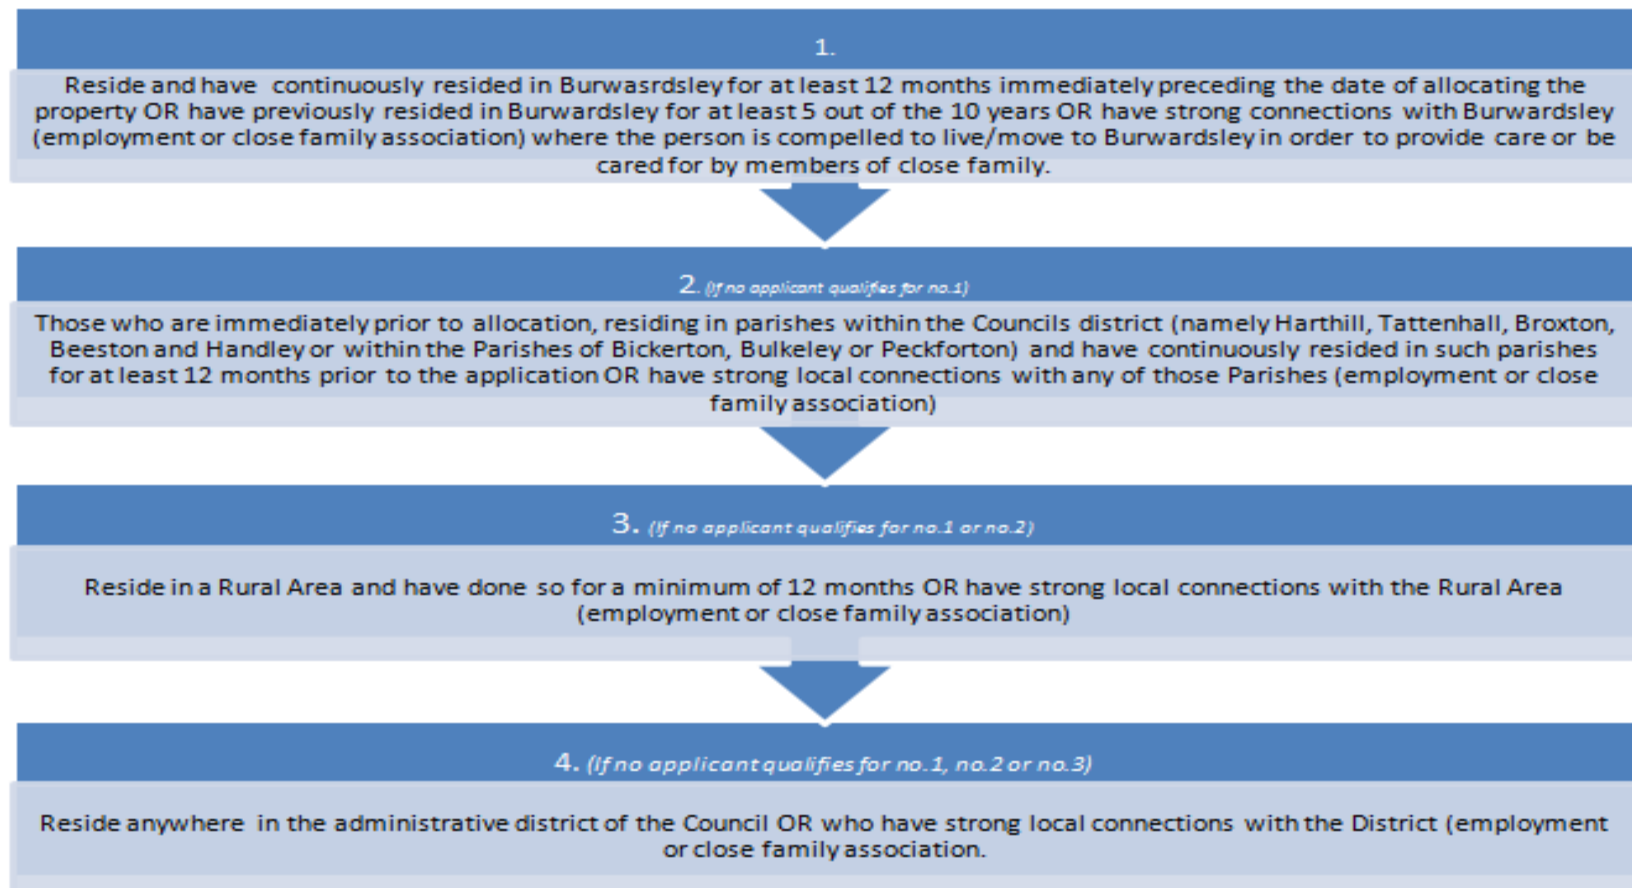 1.
Reside and have continuously resided in Burwasrdsley for at least 12 months immediately preceding the date of allocating the
property OR have previously resided in Burwardsley for at least 5 out of the 10 years OR have strong connections with Burwardsley
(employment or close family association) where the person is compelled to live/move to Burwardsley in order to provide care or be
cared for by members of close family.
2. (If no applicant qualifies for no.1)
Those who are immediately prior to allocation, residing in parishes within the Councils district (namely Harthill, Tattenhall, Broxton,
Beeston and Handley or within the Parishes of Bickerton, Bulkeley or Peckforton) and have continuously resided in such parishes
for at least 12 months prior to the application OR have strong local connections with any of those Parishes (employment or close
family association)
3. (If no applicant qualifies for no.1 or no.2)
Reside in a Rural Area and have done so for a minimum of 12 months OR have strong local connections with the Rural Area
(employment or close family association)
4. (If no applicant qualifies for no.1, no.2 or no.3)
Reside anywhere in the administrative district of the Council OR who have strong local connections with the District (employment
or close family association.